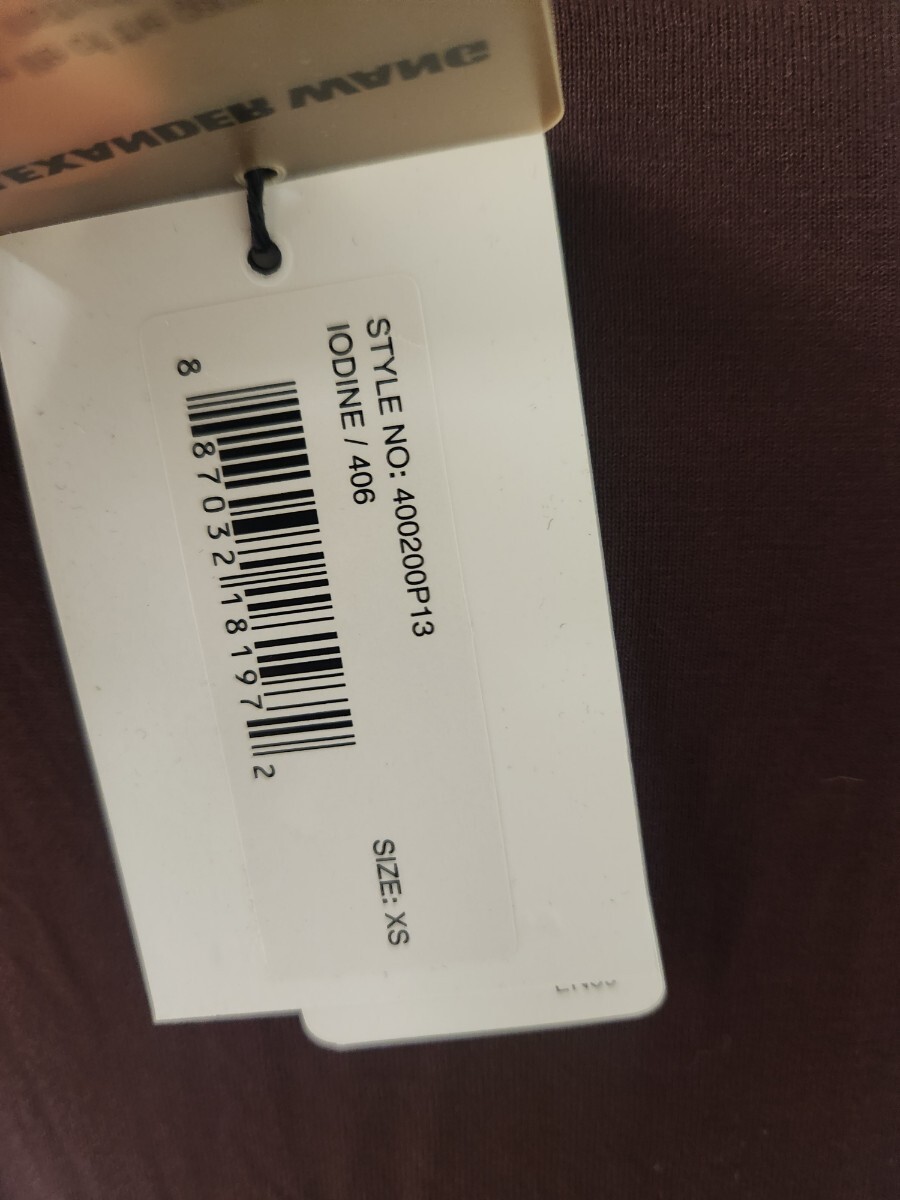 ALEXANDER WANG
STYLE NO: 400200P13
IODINE / 406
SIZE: XS
8 87032 18197 2